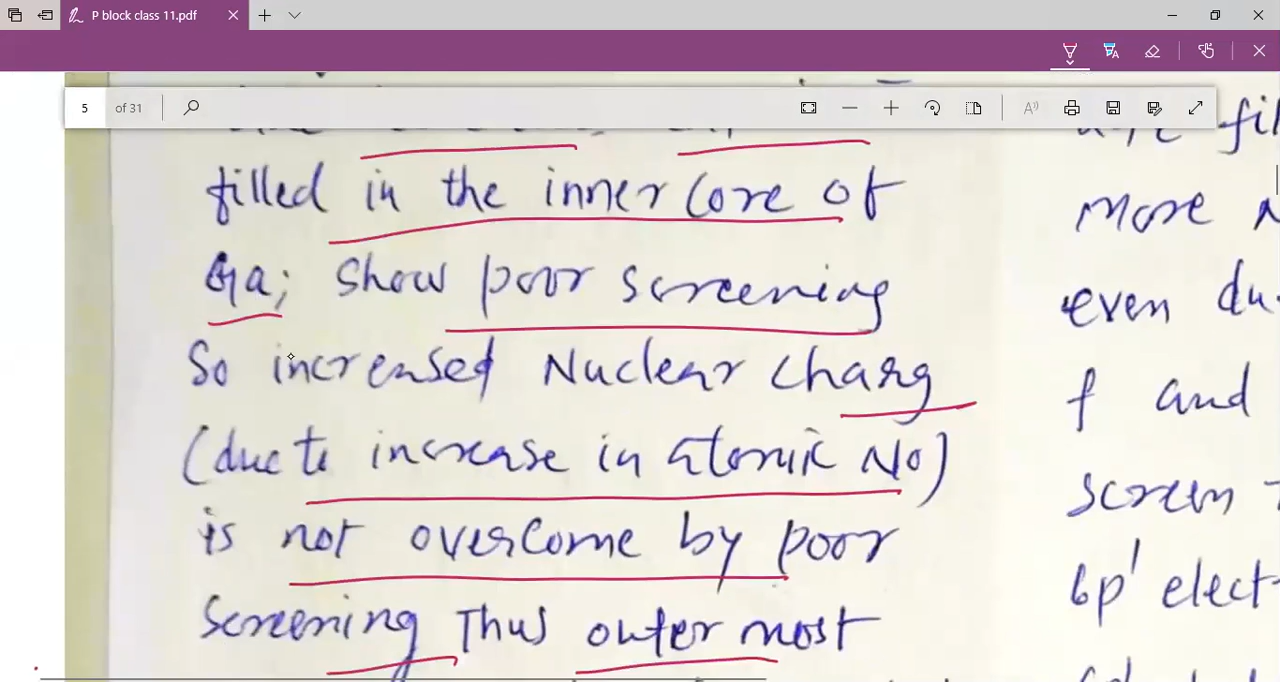 P block class 11.pdf
5 of 31
filled in the inner core of
Ga; show poor screening
So increased Nuclear charg
(due to increase in atomic No)
is not overcome by poor
Screening Thus outer most
fil
more
even du
f and
screen
6p' elect